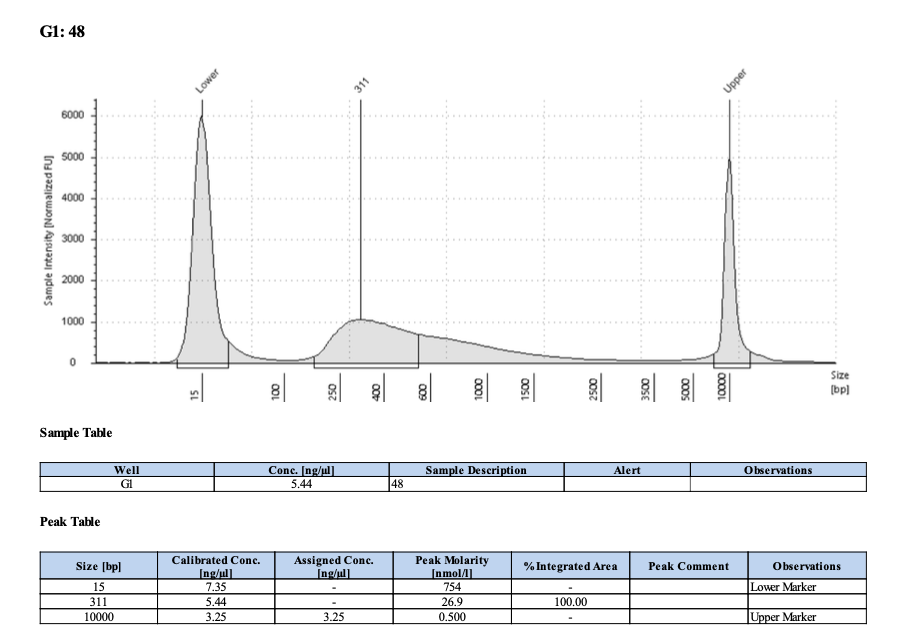 G1: 48
Lower
311
Upper
Sample Intensity [Normalized FU]
6000
5000
4000
3000
2000
1000
0
15
100
250
400
600
1000
1500
2500
3500
5000
10000
Size
[bp]
Sample Table
Well Conc. [ng/µl] Sample Description Alert Observations
G1 5.44 48
Peak Table
Size [bp] Calibrated Conc. [ng/µl] Assigned Conc. [ng/µl] Peak Molarity [nmol/l] % Integrated Area Peak Comment Observations
15 7.35 - 754 - Lower Marker
311 5.44 - 26.9 100.00
10000 3.25 3.25 0.500 - Upper Marker